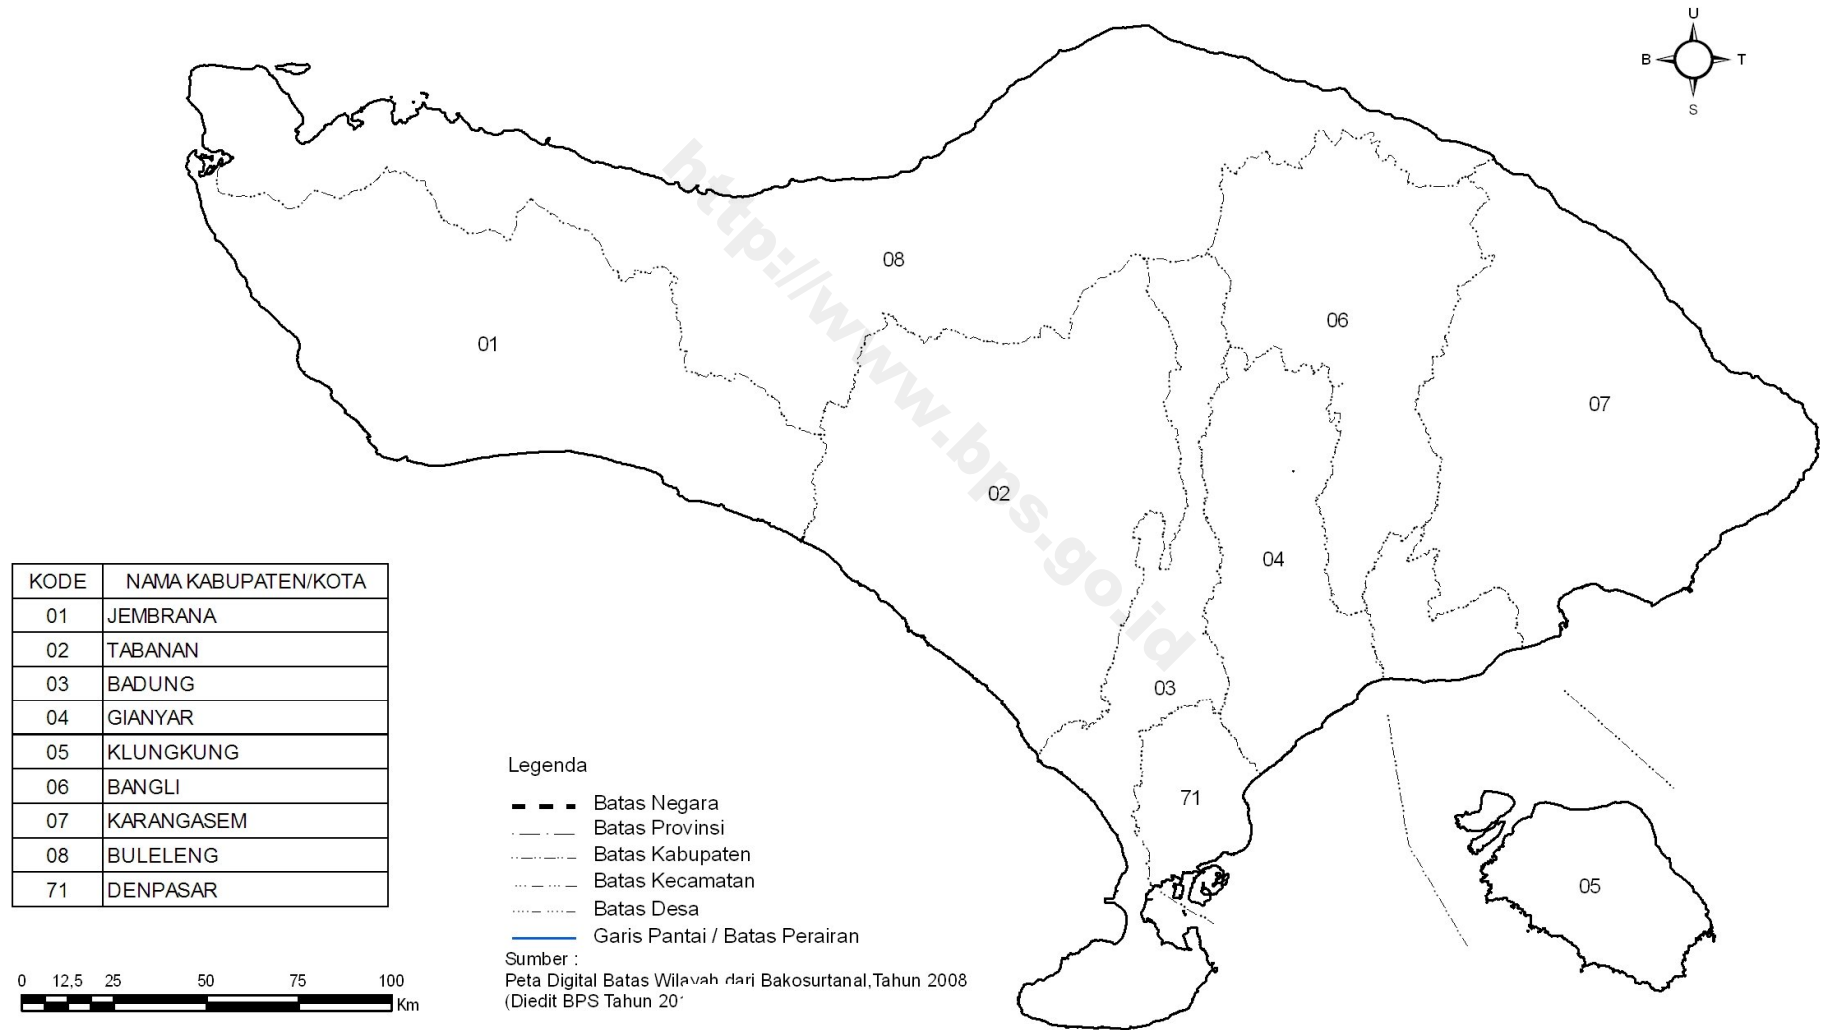 U
B T
S
http://www.bps.go.id
08
06
01
07
02
04
03
71
05
KODE NAMA KABUPATEN/KOTA
01 JEMBRANA
02 TABANAN
03 BADUNG
04 GIANYAR
05 KLUNGKUNG
06 BANGLI
07 KARANGASEM
08 BULELENG
71 DENPASAR
Legenda
Batas Negara
Batas Provinsi
Batas Kabupaten
Batas Kecamatan
Batas Desa
Garis Pantai / Batas Perairan
Sumber :
Peta Digital Batas Wilayah dari Bakosurtanal,Tahun 2008
(Diedit BPS Tahun
0 12,5 25 50 75 100
Km